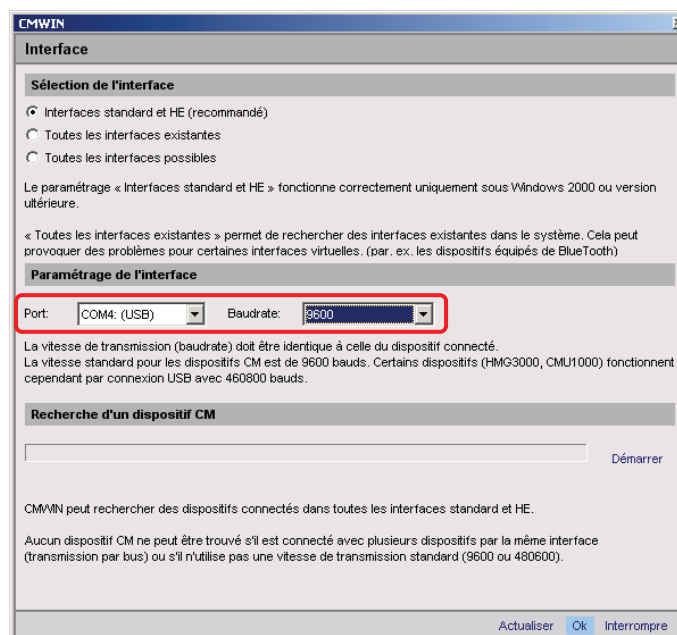 CMWIN
Interface
Sélection de l'interface
Interfaces standard et HE (recommandé)
Toutes les interfaces existantes
Toutes les interfaces possibles
Le paramétrage « Interfaces standard et HE » fonctionne correctement uniquement sous Windows 2000 ou version
ultérieure.
« Toutes les interfaces existantes » permet de rechercher des interfaces existantes dans le système. Cela peut
provoquer des problèmes pour certaines interfaces virtuelles. (par. ex. les dispositifs équipés de BlueTooth)
Paramétrage de l'interface
Port: COM4: (USB) Baudrate: 9600
La vitesse de transmission (baudrate) doit être identique à celle du dispositif connecté.
La vitesse standard pour les dispositifs CM est de 9600 bauds. Certains dispositifs (HMG3000, CMU1000) fonctionnent
cependant par connexion USB avec 460800 bauds.
Recherche d'un dispositif CM
Démarrer
CMWIN peut rechercher des dispositifs connectés dans toutes les interfaces standard et HE.
Aucun dispositif CM ne peut être trouvé s'il est connecté avec plusieurs dispositifs par la même interface
(transmission par bus) ou s'il n'utilise pas une vitesse de transmission standard (9600 ou 480600).
Actualiser Ok Interrompre